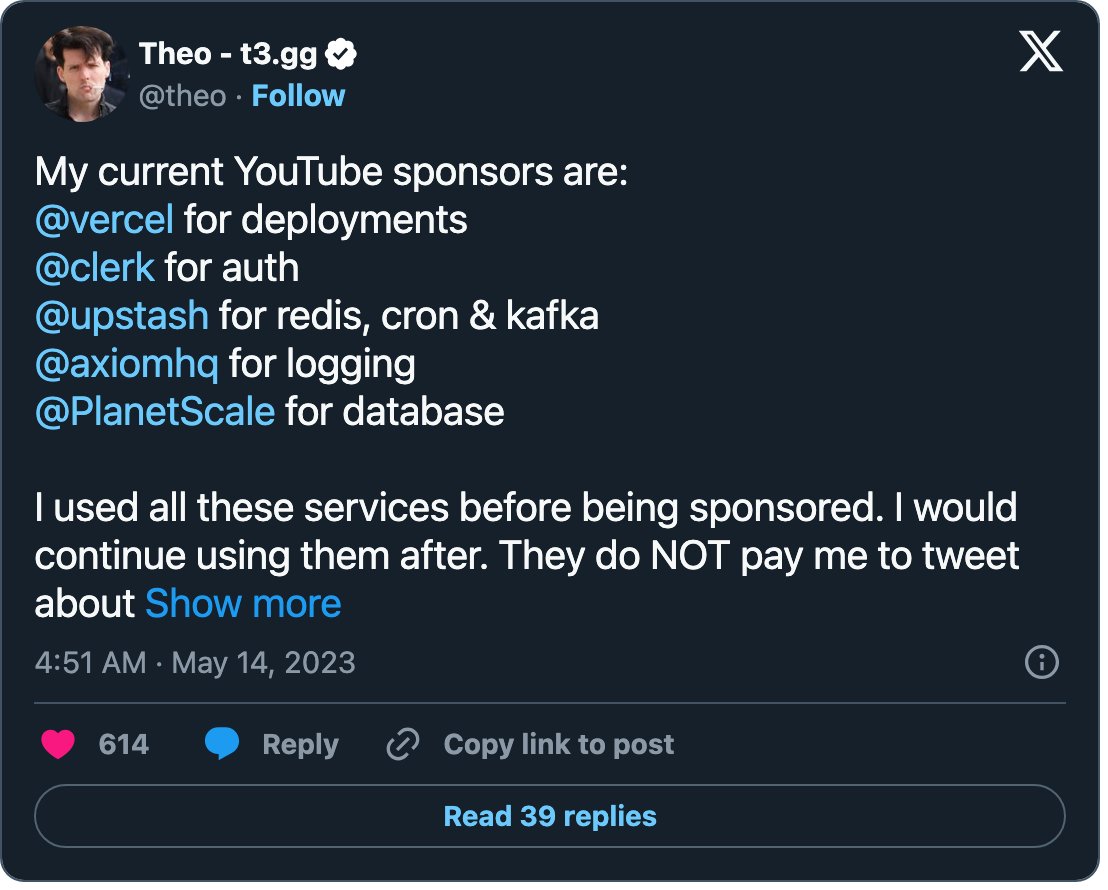 Theo - t3.gg
@theo · Follow
My current YouTube sponsors are:
@vercel for deployments
@clerk for auth
@upstash for redis, cron & kafka
@axiomhq for logging
@PlanetScale for database
I used all these services before being sponsored. I would
continue using them after. They do NOT pay me to tweet
about Show more
4:51 AM · May 14, 2023
614 Reply Copy link to post
Read 39 replies